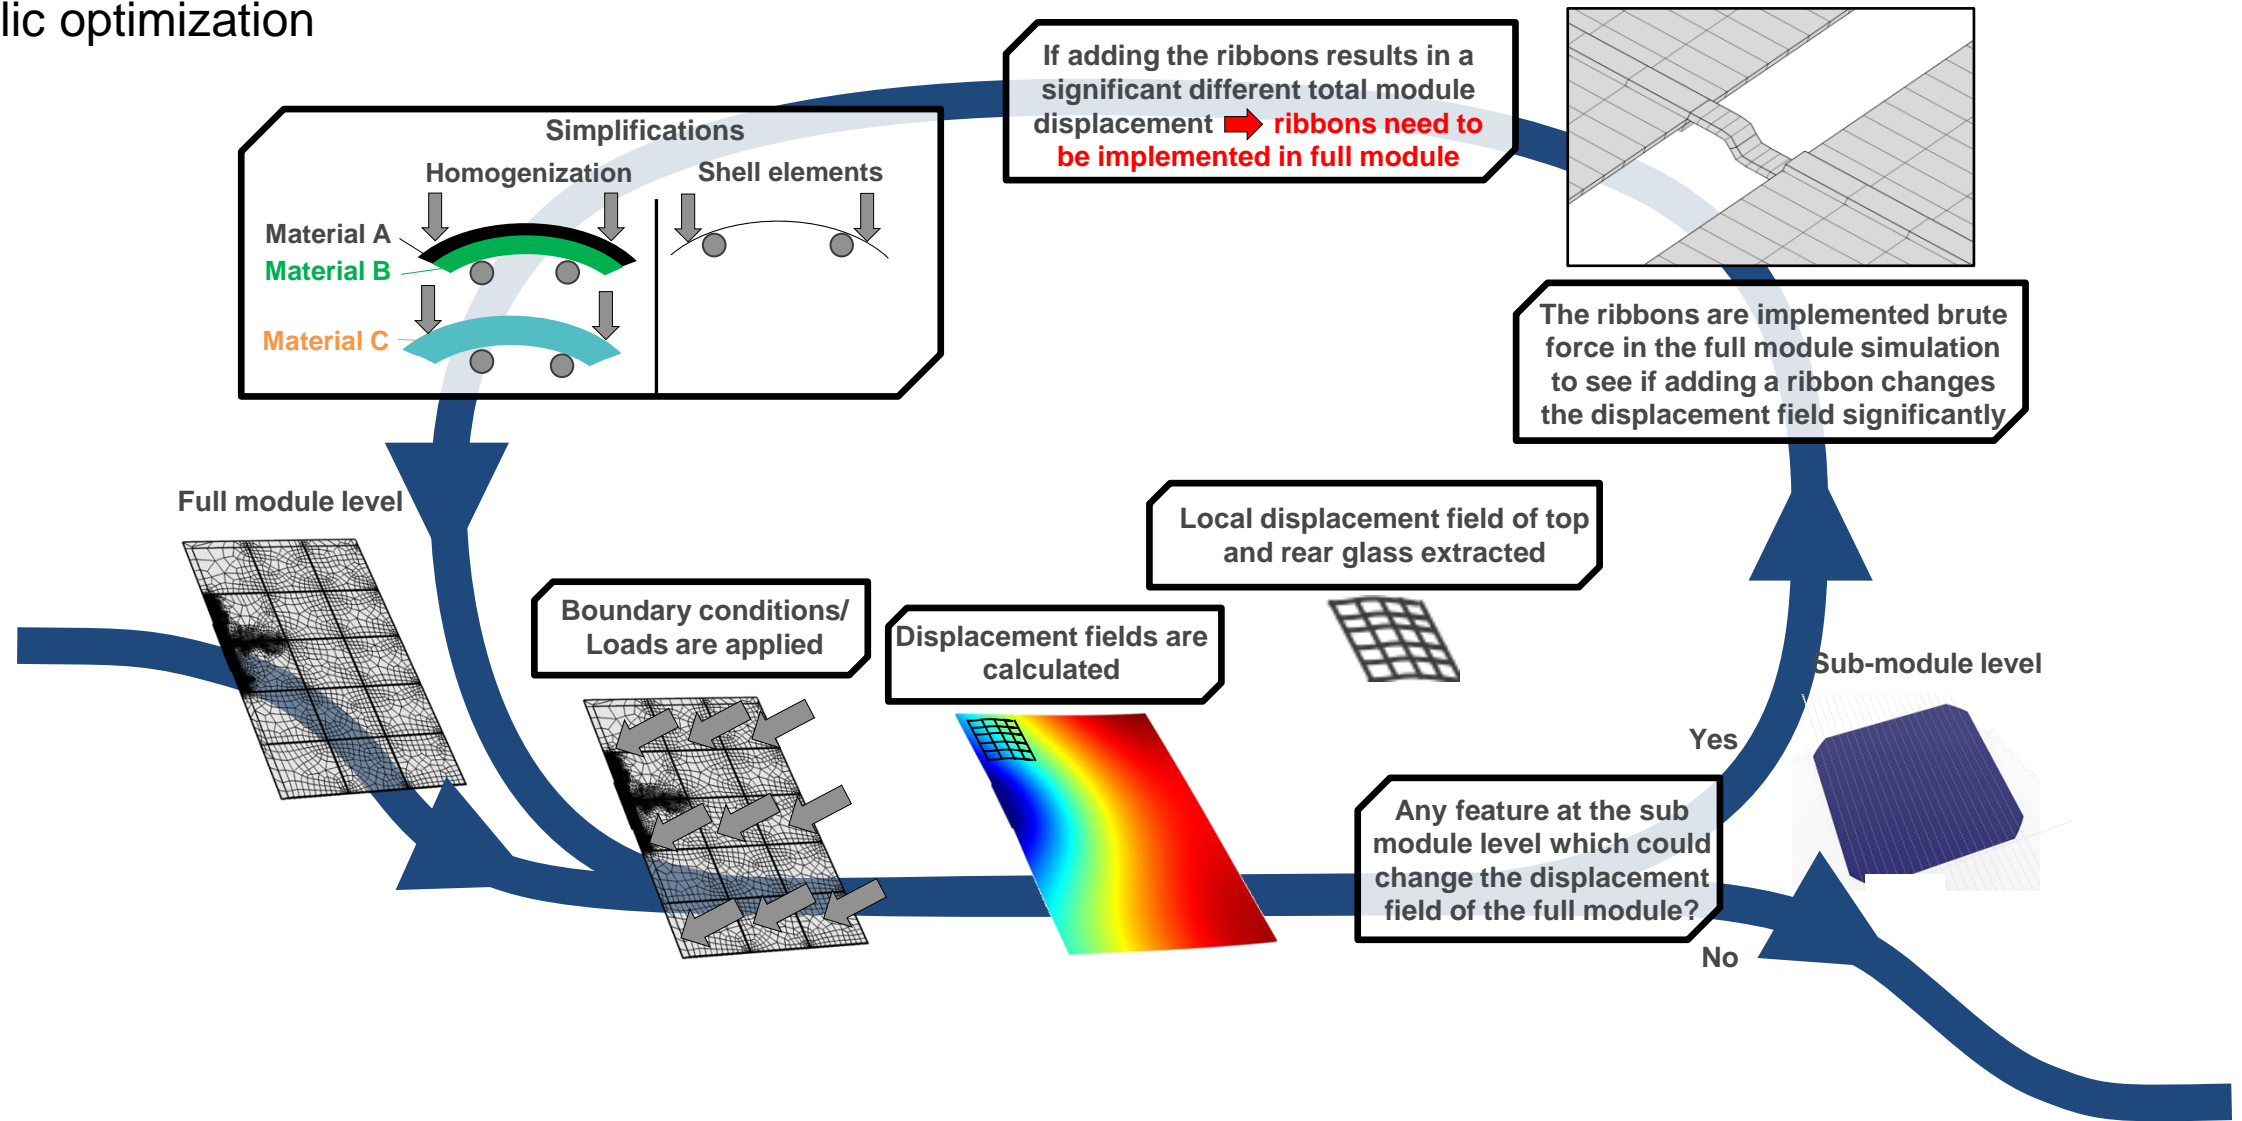 lic optimization
If adding the ribbons results in a
significant different total module
displacement ribbons need to
be implemented in full module
Simplifications
Homogenization
Shell elements
Material A
Material B
Material C
The ribbons are implemented brute
force in the full module simulation
to see if adding a ribbon changes
the displacement field significantly
Full module level
Local displacement field of top
and rear glass extracted
Boundary conditions/
Loads are applied
Displacement fields are
calculated
Sub-module level
Yes
Any feature at the sub
module level which could
change the displacement
field of the full module?
No